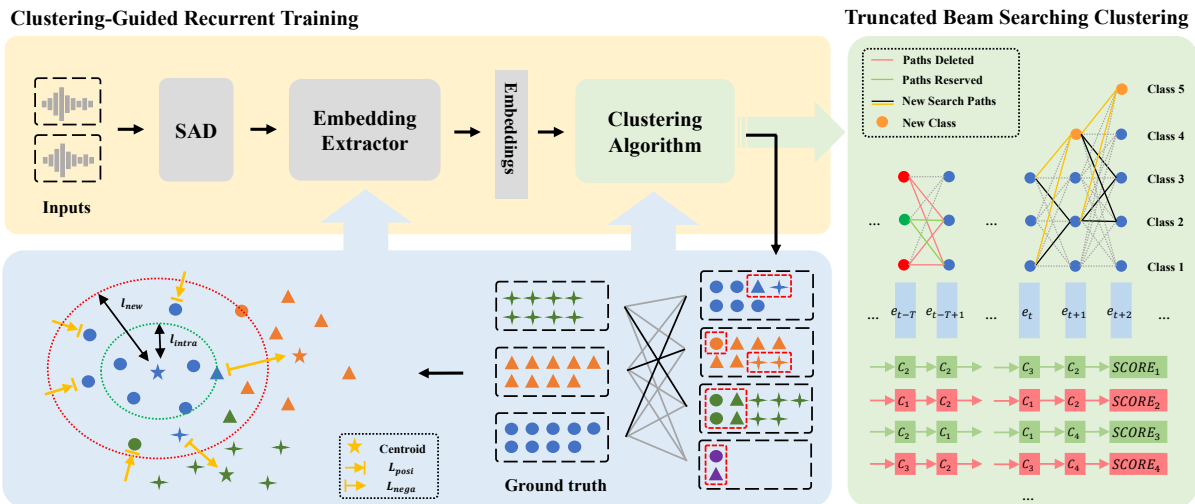 Clustering-Guided Recurrent Training
Inputs
SAD
Embedding
Extractor
Embeddings
Clustering
Algorithm
l_new
l_intra
Centroid
L_posi
L_nega
Ground truth
Truncated Beam Searching Clustering
Paths Deleted
Paths Reserved
New Search Paths
New Class
Class 5
Class 4
Class 3
Class 2
Class 1
... ...
... e_{t-T} e_{t-T+1} ... e_t e_{t+1} e_{t+2} ...
C_2 C_2 ... C_3 C_2 SCORE_1
C_1 C_2 ... C_1 C_2 SCORE_2
C_2 C_1 ... C_1 C_4 SCORE_3
C_3 C_2 ... C_3 C_4 SCORE_4
...